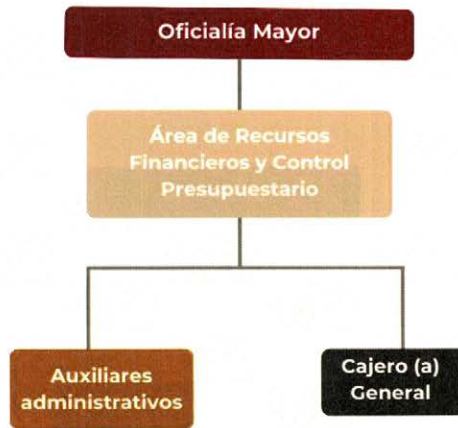 Oficialía Mayor
Área de Recursos
Financieros y Control
Presupuestario
Auxiliares
administrativos
Cajero (a)
General